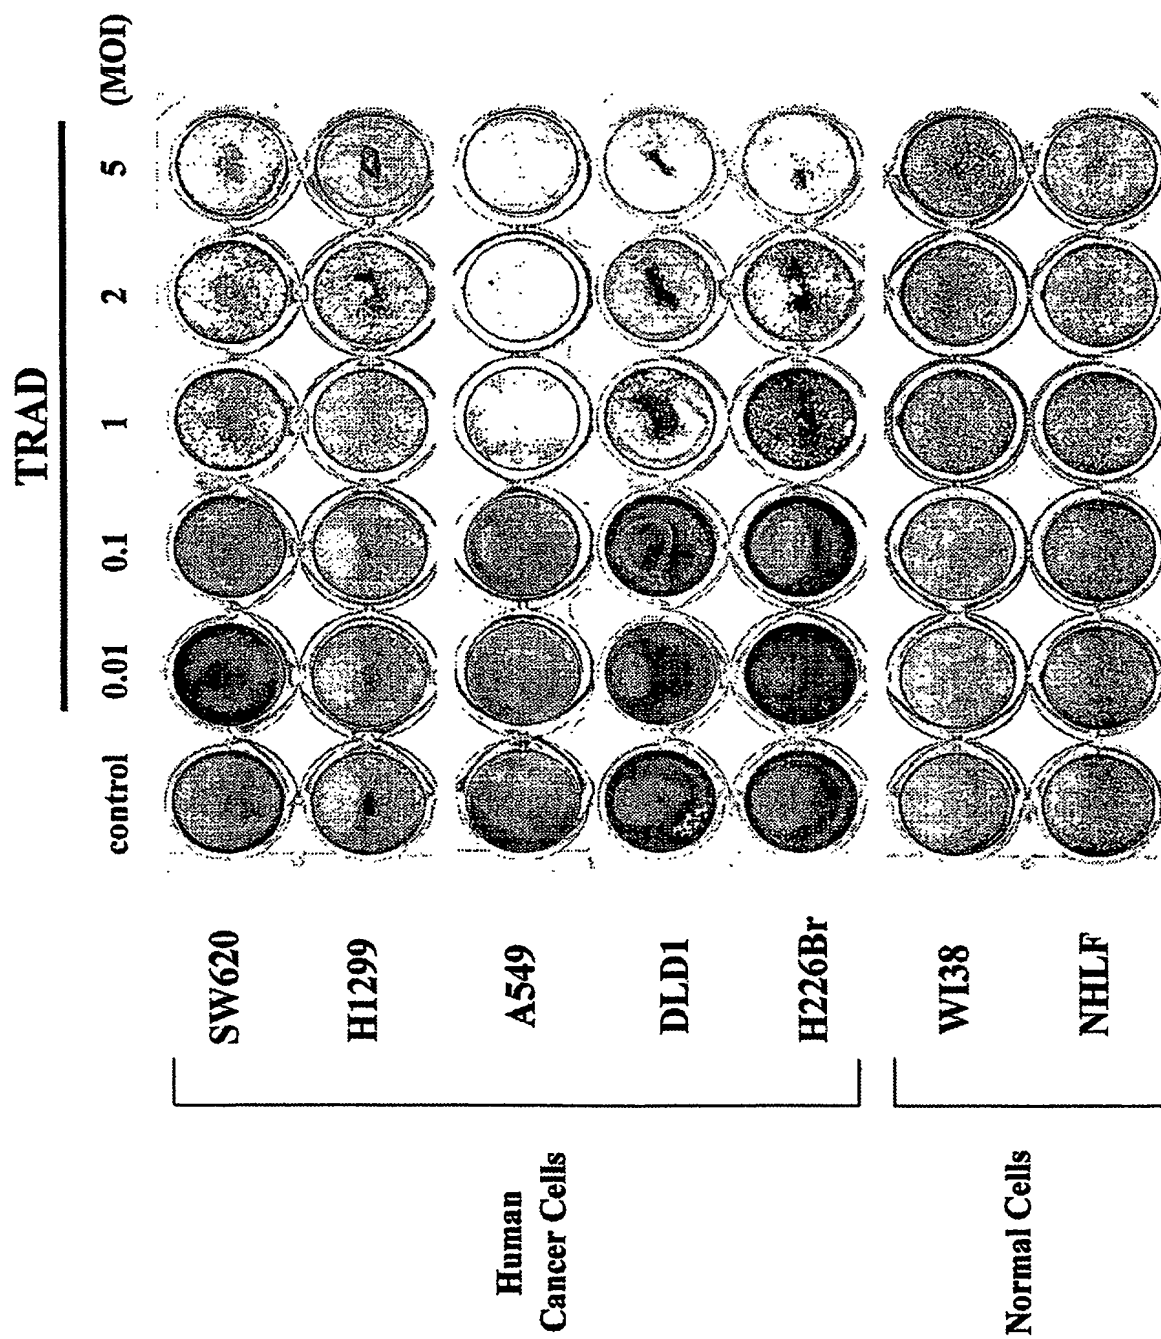 TRAD
control 0.01 0.1 1 2 5 (MOI)
Human
Cancer Cells
SW620
H1299
A549
DLD1
H226Br
Normal Cells
WI38
NHLF